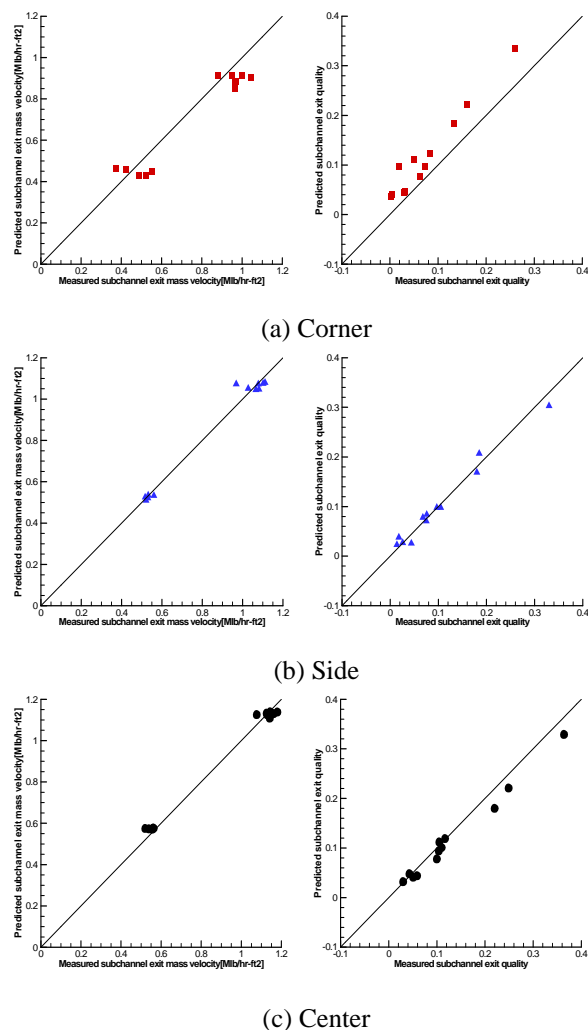 Predicted subchannel exit mass velocity[Mlb/hr-ft2]
1.2
1
0.8
0.6
0.4
0.2
0
0 0.2 0.4 0.6 0.8 1 1.2
Measured subchannel exit mass velocity[Mlb/hr-ft2]
Predicted subchannel exit quality
0.4
0.3
0.2
0.1
0
-0.1
-0.1 0 0.1 0.2 0.3 0.4
Measured subchannel exit quality
(a) Corner
Predicted subchannel exit mass velocity[Mlb/hr-ft2]
1.2
1
0.8
0.6
0.4
0.2
0
0 0.2 0.4 0.6 0.8 1 1.2
Measured subchannel exit mass velocity[Mlb/hr-ft2]
Predicted subchannel exit quality
0.4
0.3
0.2
0.1
0
-0.1
-0.1 0 0.1 0.2 0.3 0.4
Measured subchannel exit quality
(b) Side
Predicted subchannel exit mass velocity[Mlb/hr-ft2]
1.2
1
0.8
0.6
0.4
0.2
0
0 0.2 0.4 0.6 0.8 1 1.2
Measured subchannel exit mass velocity[Mlb/hr-ft2]
Predicted subchannel exit quality
0.4
0.3
0.2
0.1
0
-0.1
-0.1 0 0.1 0.2 0.3 0.4
Measured subchannel exit quality
(c) Center